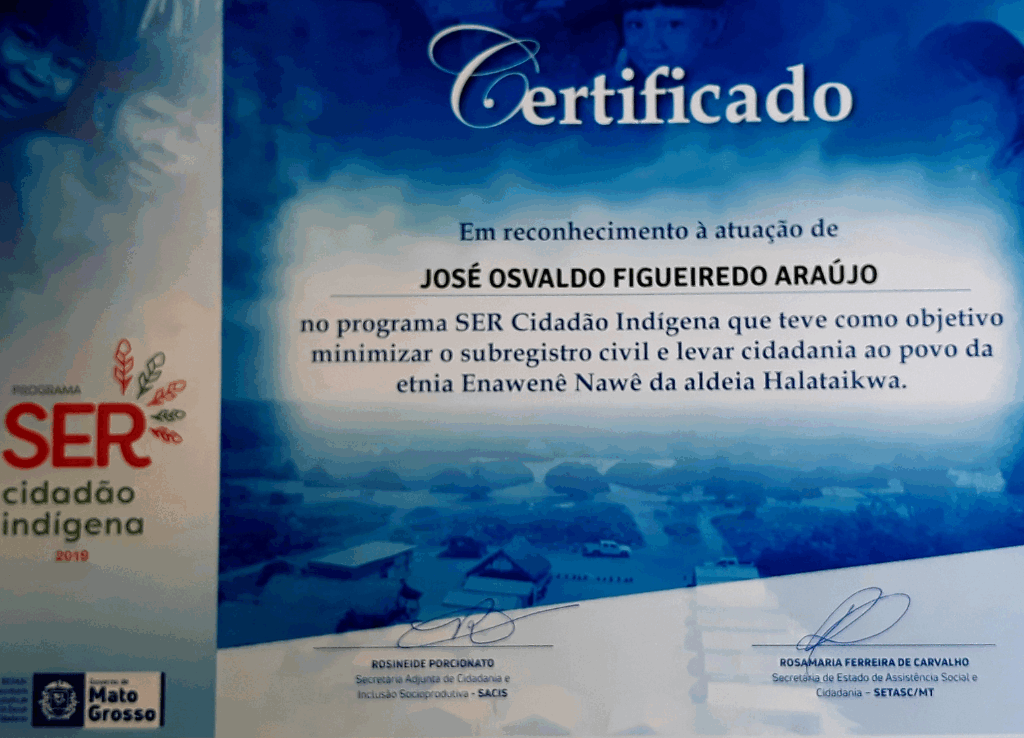 Certificado
Em reconhecimento à atuação de
JOSÉ OSVALDO FIGUEIREDO ARAÚJO
no programa SER Cidadão Indígena que teve como objetivo
minimizar o subregistro civil e levar cidadania ao povo da
etnia Enawenê Nawê da aldeia Halataikwa.
PROGRAMA
SER
cidadão
indígena
2019
ROSINEIDE PORCIONATO
Secretária Adjunta de Cidadania e
Inclusão Socioprodutiva - SACIS
ROSAMARIA FERREIRA DE CARVALHO
Secretária de Estado de Assistência Social e
Cidadania – SETASC/MT
Governo de
Mato
Grosso